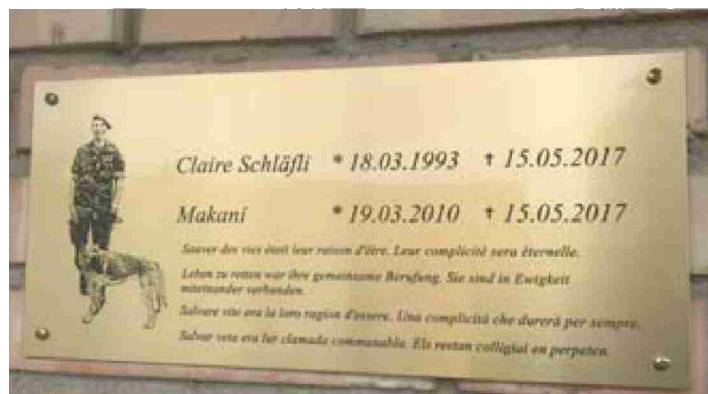 Claire Schläfli * 18.03.1993 † 15.05.2017
Makani * 19.03.2010 † 15.05.2017
Sauver des vies était leur raison d'être. Leur complicité sera éternelle.
Leben zu retten war ihre gemeinsame Berufung. Sie sind in Ewigkeit
miteinander verbunden.
Salvare vite era la loro ragion d'essere. Una complicità che durerà per sempre.
Salvar veta era lur clamada communabla. Els restan colligiai en perpeten.